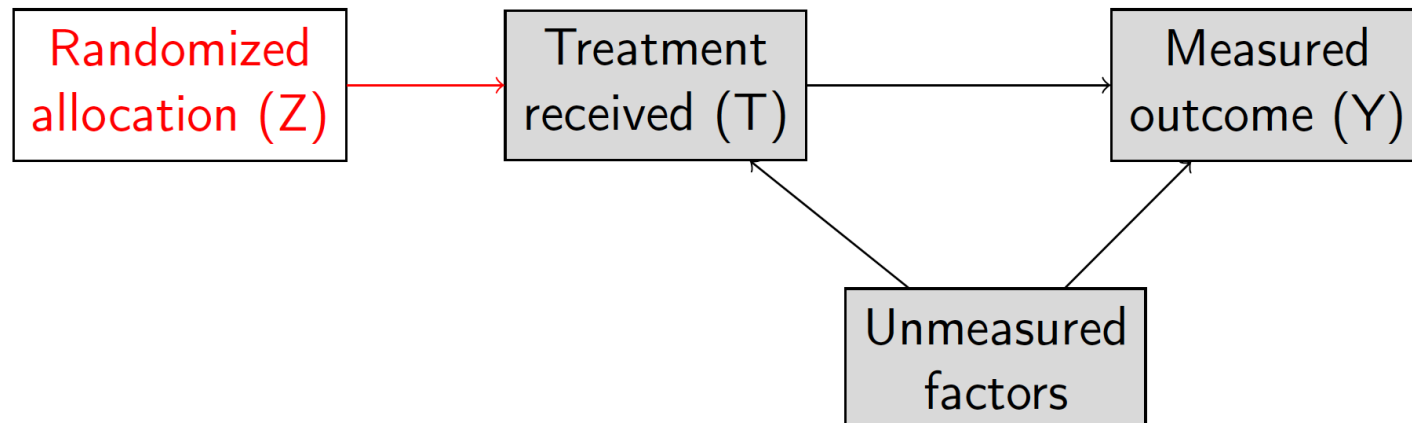 Randomized
allocation (Z)
Treatment
received (T)
Measured
outcome (Y)
Unmeasured
factors